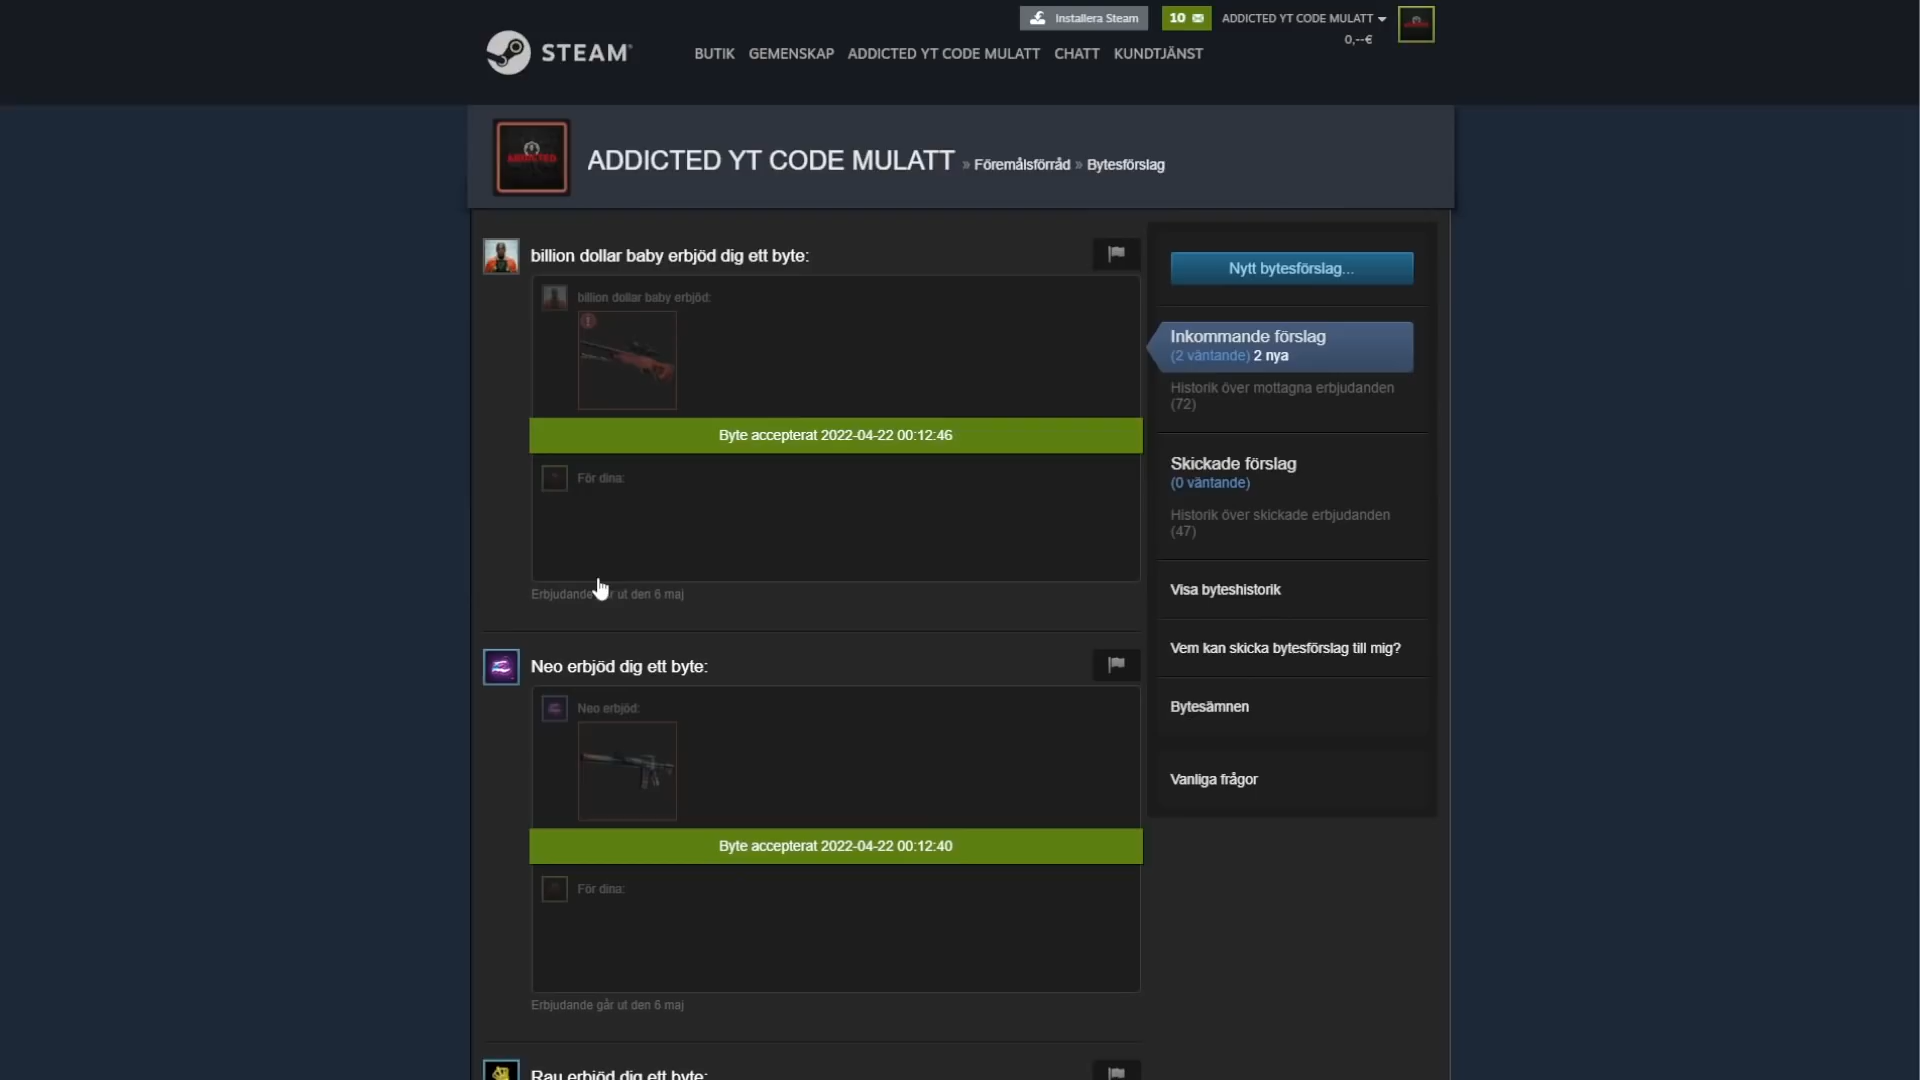 Installera Steam
10
ADDICTED YT CODE MULATT
0,--€
STEAM
BUTIK GEMENSKAP ADDICTED YT CODE MULATT CHATT KUNDTJÄNST
ADDICTED
ADDICTED YT CODE MULATT » Föremålsförråd » Bytesförslag
billion dollar baby erbjöd dig ett byte:
billion dollar baby erbjöd:
Byte accepterat 2022-04-22 00:12:46
För dina:
Erbjudande ut den 6 maj
Neo erbjöd dig ett byte:
Neo erbjöd:
Byte accepterat 2022-04-22 00:12:40
För dina:
Erbjudande går ut den 6 maj
Rau erbjöd dig ett byte:
Nytt bytesförslag...
Inkommande förslag
(2 väntande) 2 nya
Historik över mottagna erbjudanden
(72)
Skickade förslag
(0 väntande)
Historik över skickade erbjudanden
(47)
Visa byteshistorik
Vem kan skicka bytesförslag till mig?
Bytesämnen
Vanliga frågor